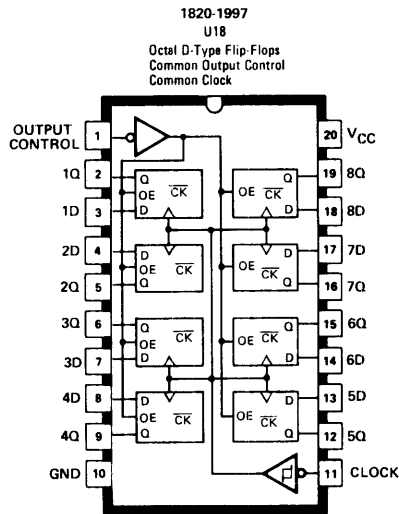 1820-1997
U18
Octal D-Type Flip-Flops
Common Output Control
Common Clock
OUTPUT CONTROL 1
20 VCC
1Q 2 Q OE CK
OE CK Q 19 8Q
1D 3 D
D 18 8D
2D 4 D OE CK
D OE CK 17 7D
2Q 5 Q
Q 16 7Q
3Q 6 Q OE CK
OE CK Q 15 6Q
3D 7 D
D 14 6D
4D 8 D OE CK
D OE CK 13 5D
4Q 9 Q
Q 12 5Q
GND 10
11 CLOCK